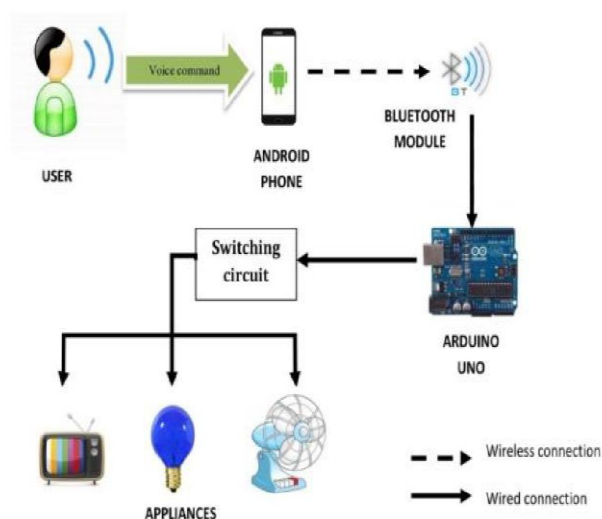 Voice command
BT
BLUETOOTH
MODULE
USER
ANDROID
PHONE
Switching
circuit
ARDUINO
UNO
Wireless connection
Wired connection
APPLIANCES